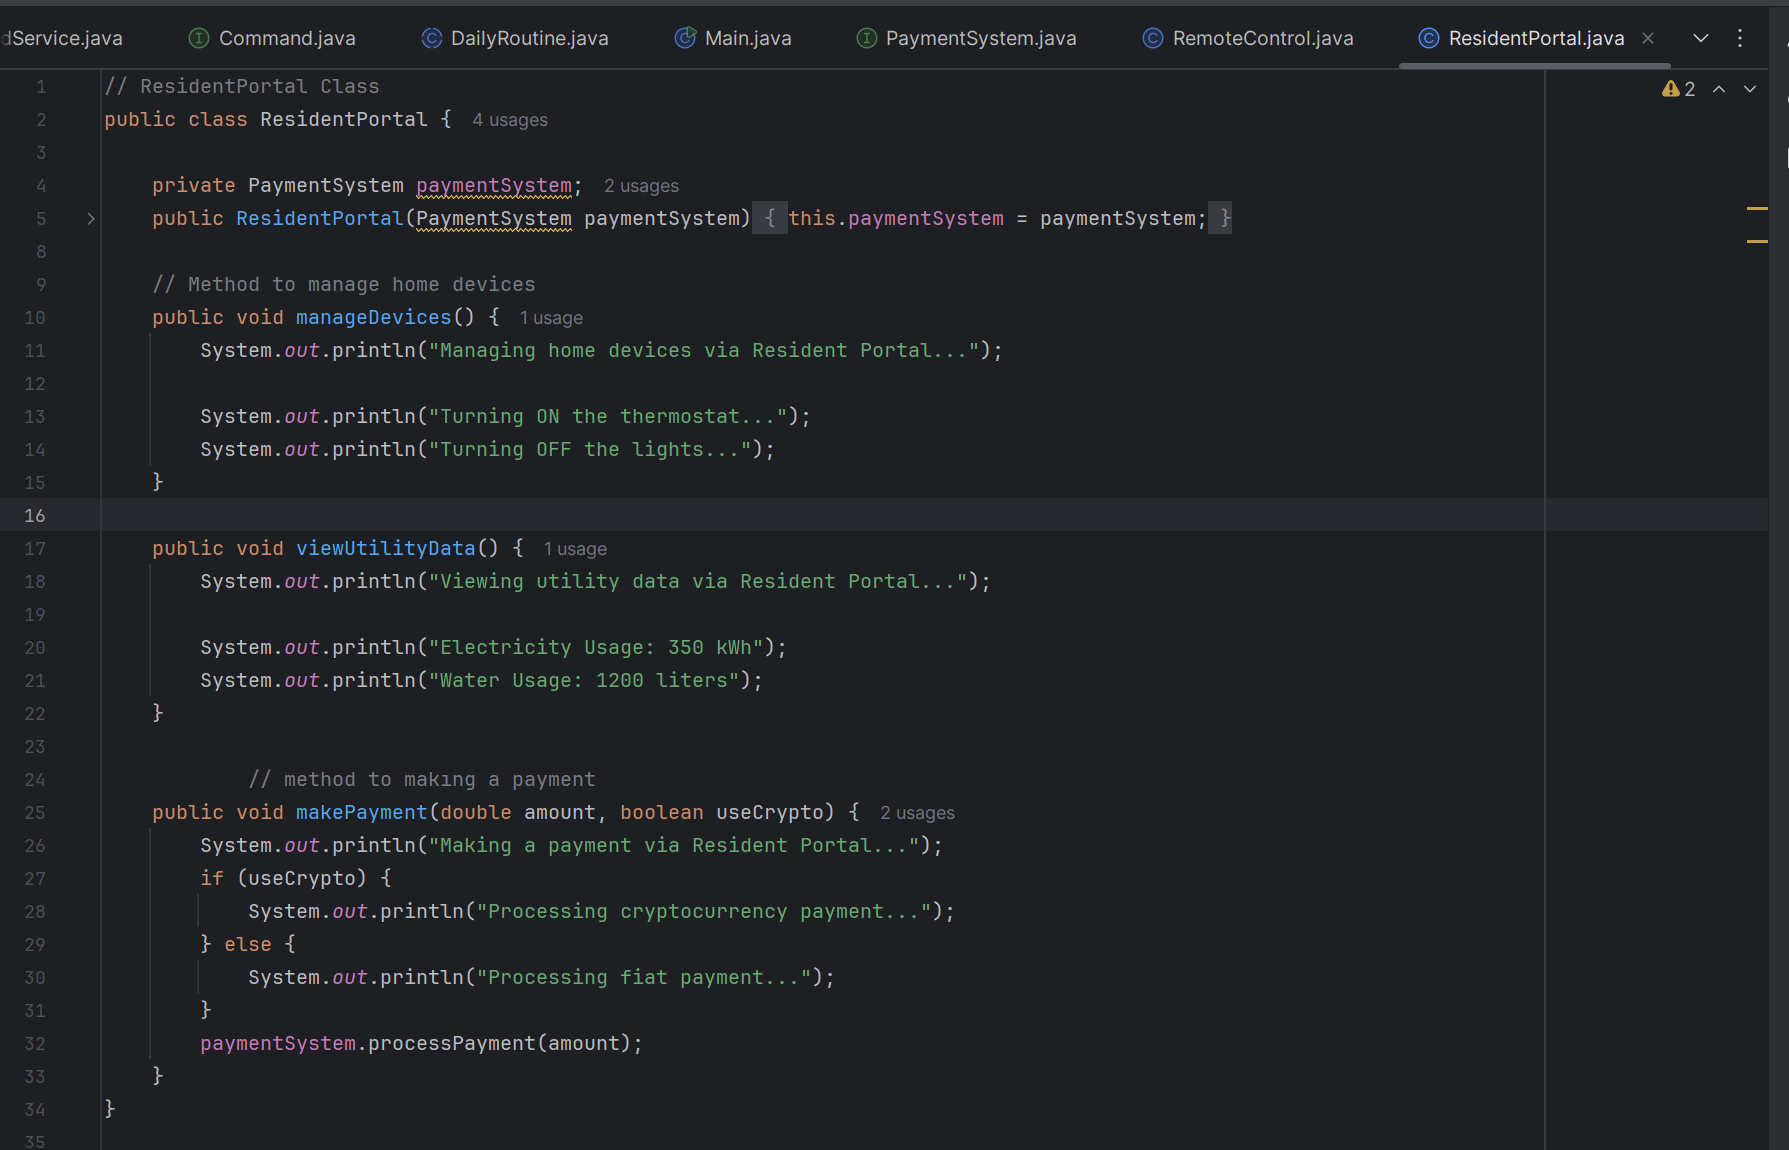 dService.java Command.java DailyRoutine.java Main.java PaymentSystem.java RemoteControl.java ResidentPortal.java
2
1 // ResidentPortal Class
2 public class ResidentPortal { 4 usages
3
4 private PaymentSystem paymentSystem; 2 usages
5 public ResidentPortal(PaymentSystem paymentSystem) { this.paymentSystem = paymentSystem; }
8
9 // Method to manage home devices
10 public void manageDevices() { 1 usage
11 System.out.println("Managing home devices via Resident Portal...");
12
13 System.out.println("Turning ON the thermostat...");
14 System.out.println("Turning OFF the lights...");
15 }
16
17 public void viewUtilityData() { 1 usage
18 System.out.println("Viewing utility data via Resident Portal...");
19
20 System.out.println("Electricity Usage: 350 kWh");
21 System.out.println("Water Usage: 1200 liters");
22 }
23
24 // method to makıng a payment
25 public void makePayment(double amount, boolean useCrypto) { 2 usages
26 System.out.println("Making a payment via Resident Portal...");
27 if (useCrypto) {
28 System.out.println("Processing cryptocurrency payment...");
29 } else {
30 System.out.println("Processing fiat payment...");
31 }
32 paymentSystem.processPayment(amount);
33 }
34 }
35